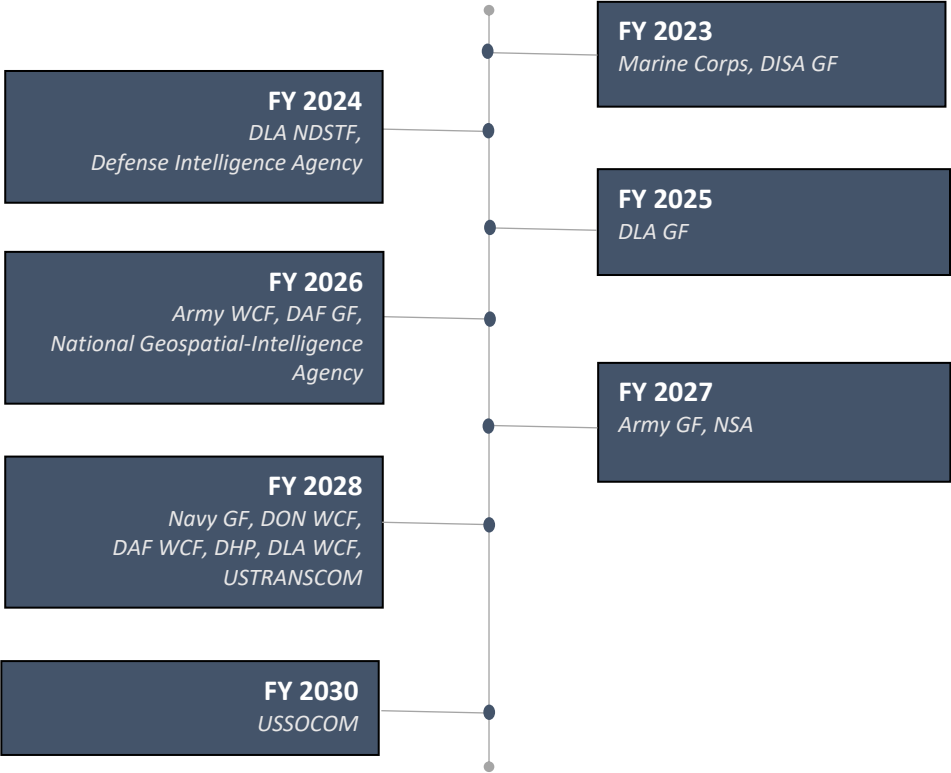 FY 2023
Marine Corps, DISA GF
FY 2024
DLA NDSTF,
Defense Intelligence Agency
FY 2025
DLA GF
FY 2026
Army WCF, DAF GF,
National Geospatial-Intelligence
Agency
FY 2027
Army GF, NSA
FY 2028
Navy GF, DON WCF,
DAF WCF, DHP, DLA WCF,
USTRANSCOM
FY 2030
USSOCOM